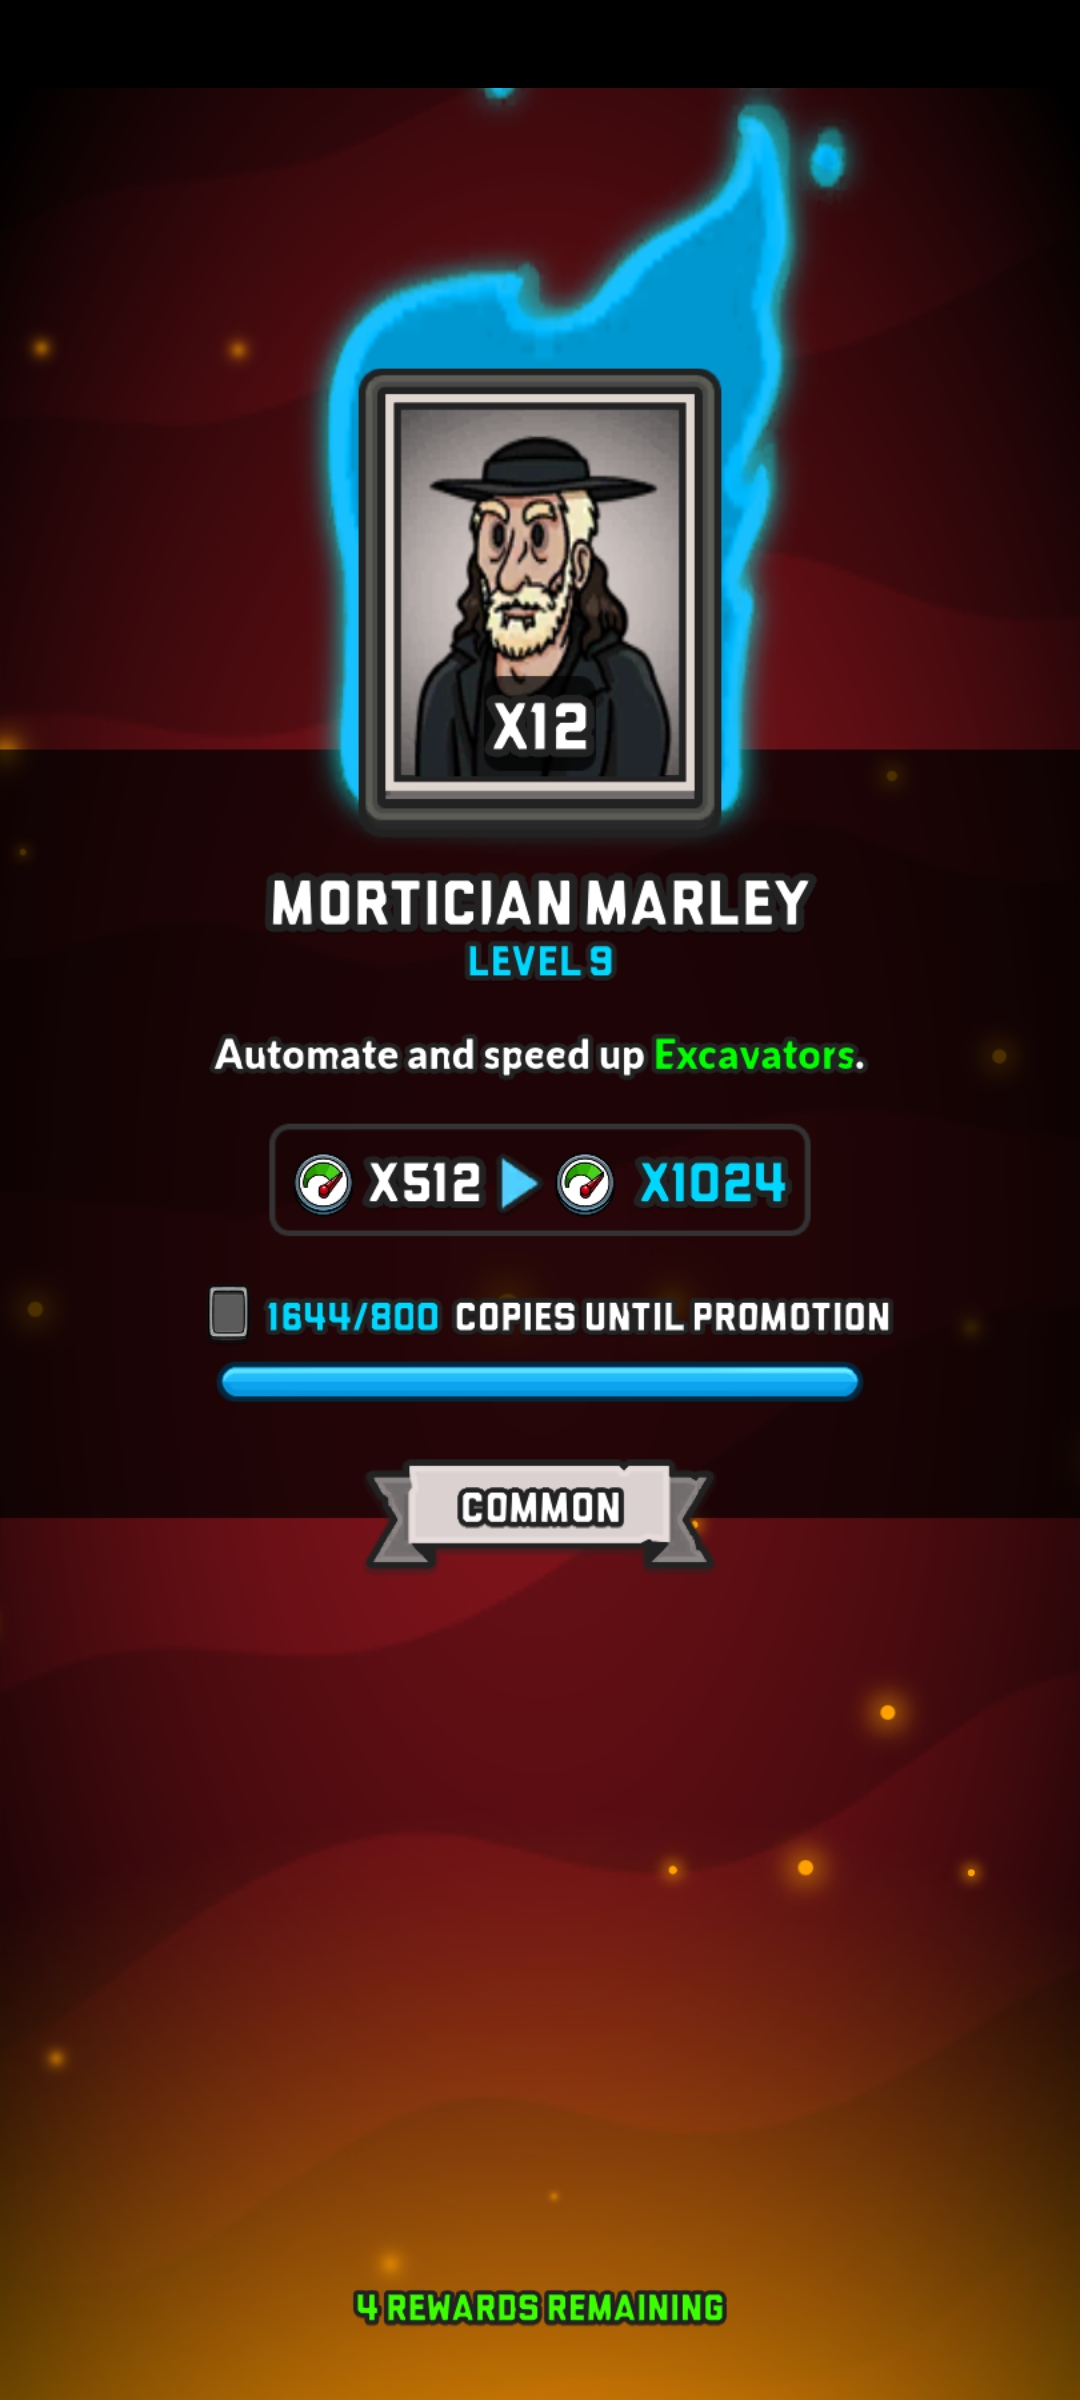 X12
MORTICIAN MARLEY
LEVEL 9
Automate and speed up Excavators.
X512 X1024
1644/800 COPIES UNTIL PROMOTION
COMMON
4 REWARDS REMAINING